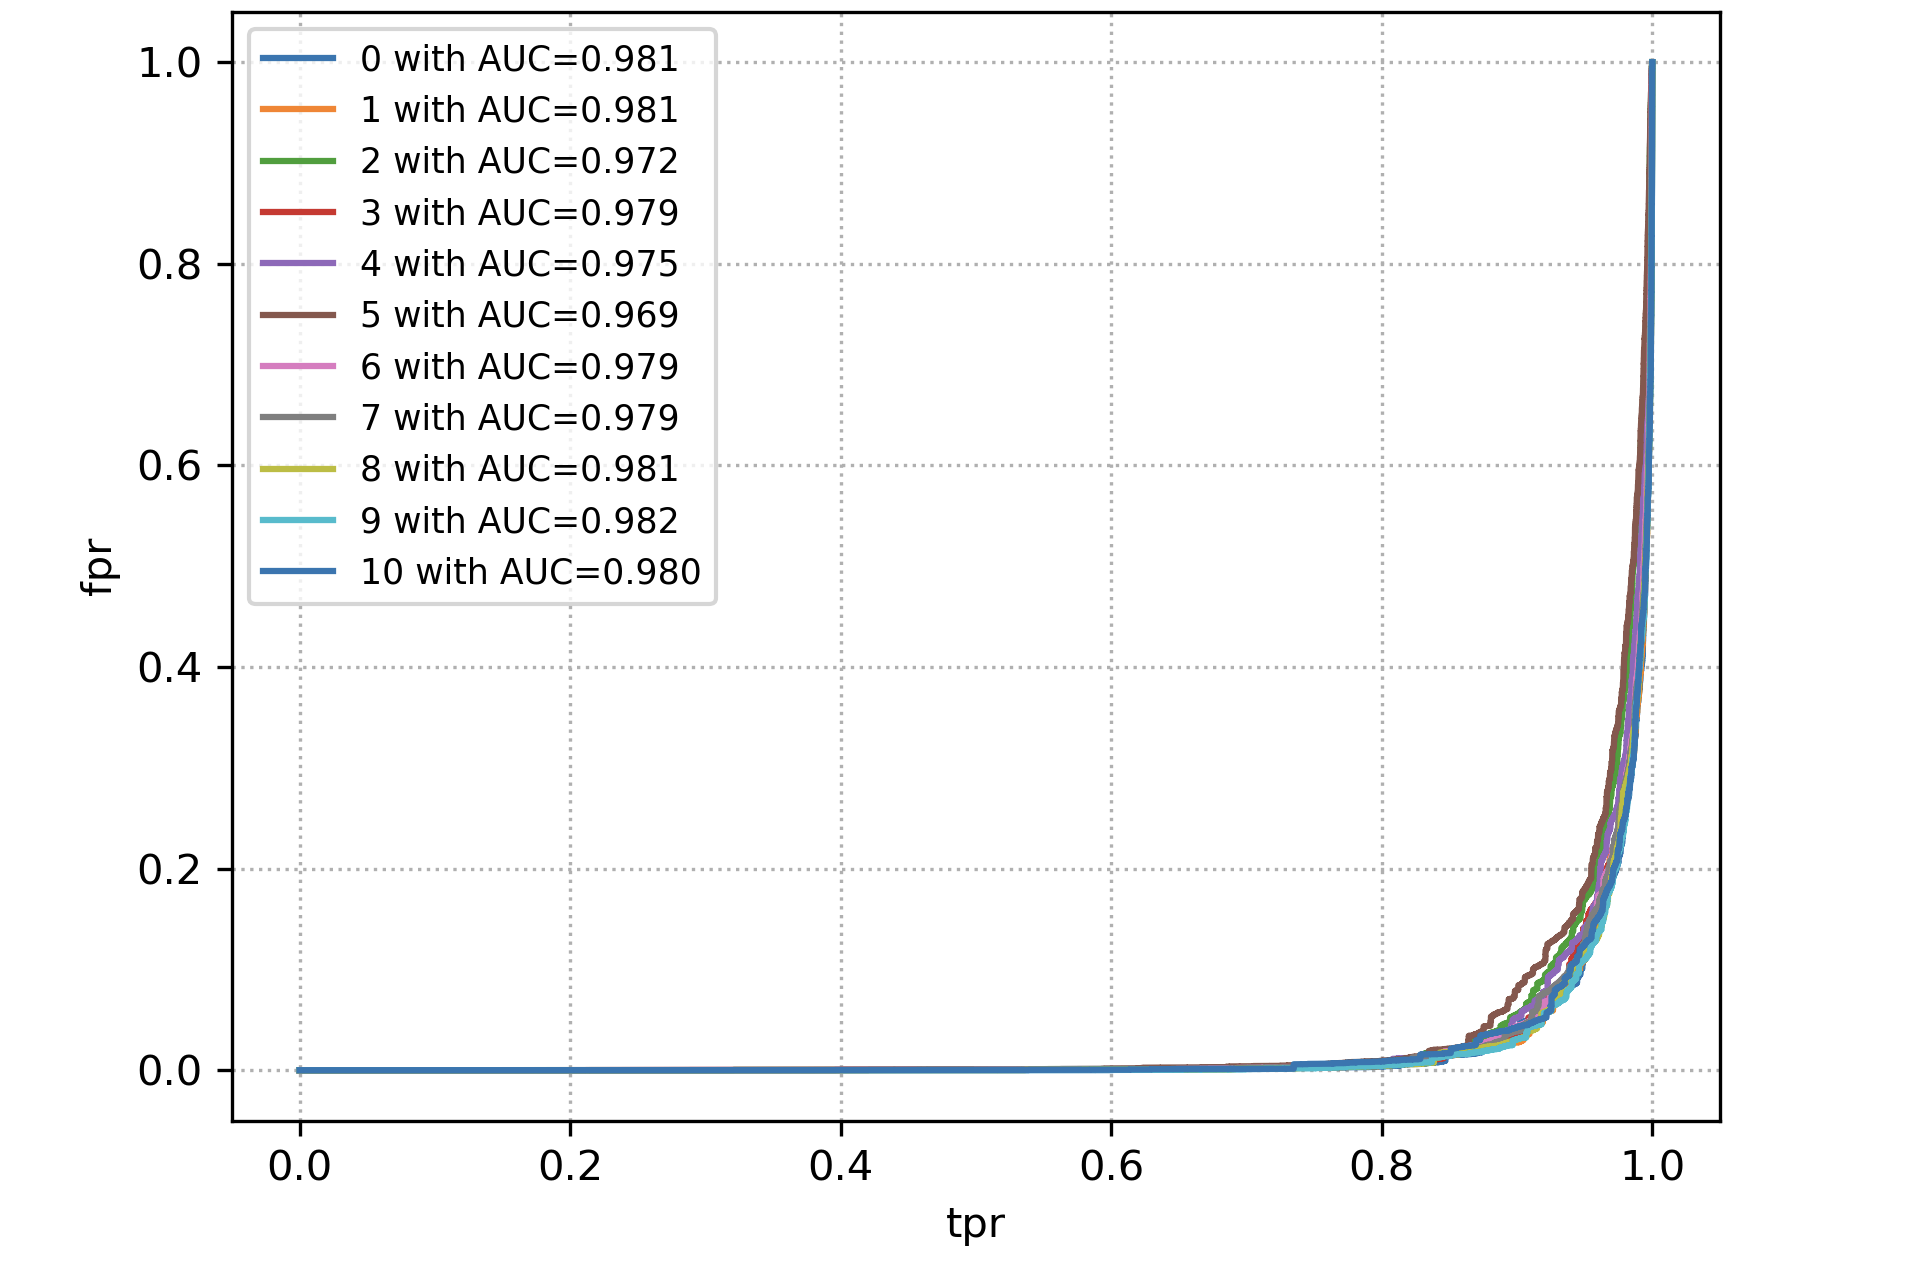 1.0
0.8
0.6
0.4
0.2
0.0
fpr
0 with AUC=0.981
1 with AUC=0.981
2 with AUC=0.972
3 with AUC=0.979
4 with AUC=0.975
5 with AUC=0.969
6 with AUC=0.979
7 with AUC=0.979
8 with AUC=0.981
9 with AUC=0.982
10 with AUC=0.980
0.0 0.2 0.4 0.6 0.8 1.0
tpr